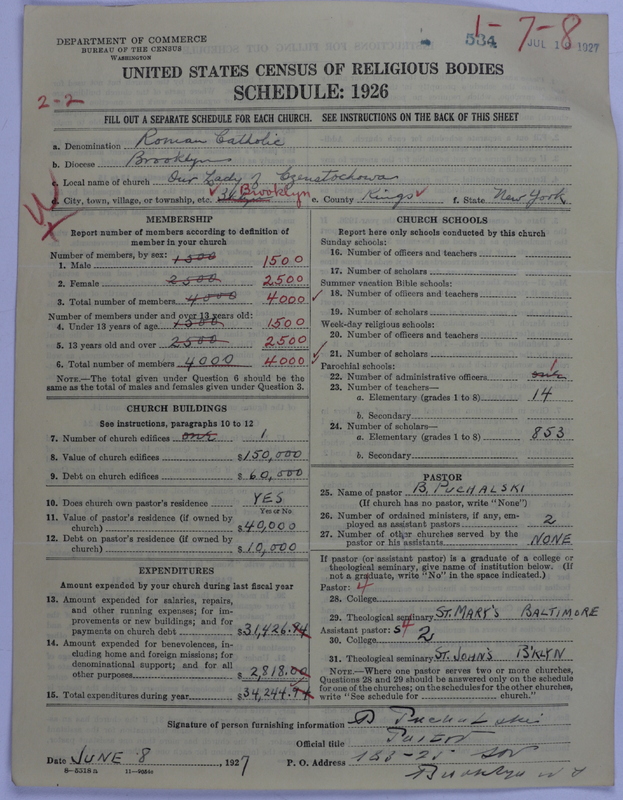 1-7-8
534 JUL 19 1927
DEPARTMENT OF COMMERCE
BUREAU OF THE CENSUS
WASHINGTON
UNITED STATES CENSUS OF RELIGIOUS BODIES
SCHEDULE: 1926
2-2
FILL OUT A SEPARATE SCHEDULE FOR EACH CHURCH. SEE INSTRUCTIONS ON THE BACK OF THIS SHEET
a. Denomination Roman Catholic
b. Diocese Brooklyn
c. Local name of church Our Lady of Czenstochowa
d. City, town, village, or township, etc. Brooklyn e. County Kings f. State New York
MEMBERSHIP
Report number of members according to definition of
member in your church
Number of members, by sex:
1. Male 1500 1500
2. Female 2500 2500
3. Total number of members 4000 4000
Number of members under and over 13 years old:
4. Under 13 years of age 1500 1500
5. 13 years old and over 2500 2500
6. Total number of members 4000 4000
NOTE.—The total given under Question 6 should be the
same as the total of males and females given under Question 3.
CHURCH BUILDINGS
See instructions, paragraphs 10 to 12
7. Number of church edifices one 1
8. Value of church edifices $150,000
9. Debt on church edifices $60,000
10. Does church own pastor's residence YES
Yes or No
11. Value of pastor's residence (if owned by
church) $40,000
12. Debt on pastor's residence (if owned by
church) $10,000
EXPENDITURES
Amount expended by your church during last fiscal year
13. Amount expended for salaries, repairs,
and other running expenses; for im-
provements or new buildings; and for
payments on church debt $31,426.94
14. Amount expended for benevolences, in-
cluding home and foreign missions; for
denominational support; and for all
other purposes $2,818.00
15. Total expenditures during year $34,244.94
CHURCH SCHOOLS
Report here only schools conducted by this church
Sunday schools:
16. Number of officers and teachers
17. Number of scholars
Summer vacation Bible schools:
18. Number of officers and teachers
19. Number of scholars
Week-day religious schools:
20. Number of officers and teachers
21. Number of scholars
Parochial schools:
22. Number of administrative officers one 1
23. Number of teachers—
a. Elementary (grades 1 to 8) 14
b. Secondary
24. Number of scholars—
a. Elementary (grades 1 to 8) 853
b. Secondary
PASTOR
25. Name of pastor B. PUCHALSKI
(If church has no pastor, write "None")
26. Number of ordained ministers, if any, em-
ployed as assistant pastors 2
27. Number of other churches served by the
pastor or his assistants NONE
If pastor (or assistant pastor) is a graduate of a college or
theological seminary, give name of institution below. (If
not a graduate, write "No" in the space indicated.)
Pastor: 4
28. College
29. Theological seminary ST. MARY'S BALTIMORE
Assistant pastor:
30. College 2
31. Theological seminary ST. JOHN'S B'KLYN
NOTE.—Where one pastor serves two or more churches,
Questions 28 and 29 should be answered only on the schedule
for one of the churches; on the schedules for the other churches,
write "See schedule for church.
Signature of person furnishing information B Puchalski
Official title Pastor
Date JUNE 8, 1927 P. O. Address 183-25
Brooklyn N Y
8—5518a 11—9656